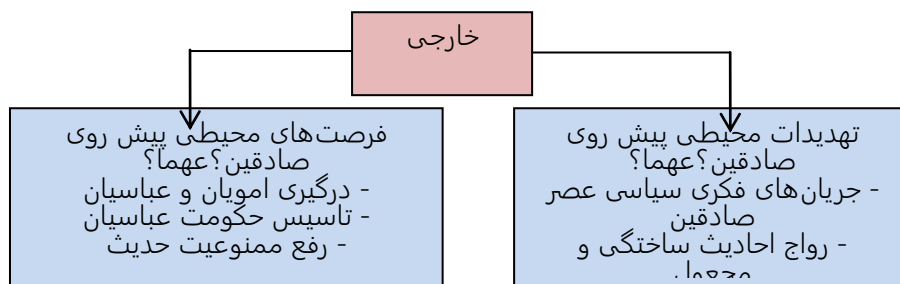 خارجی
تهدیدات محیطی پیش روی
صادقین؟عهما؟
- جریان‌های فکری سیاسی عصر
صادقین
- رواج احادیث ساختگی و
مجعول
فرصت‌های محیطی پیش روی
صادقین؟عهما؟
- درگیری امویان و عباسیان
- تاسیس حکومت عباسیان
- رفع ممنوعیت حدیث